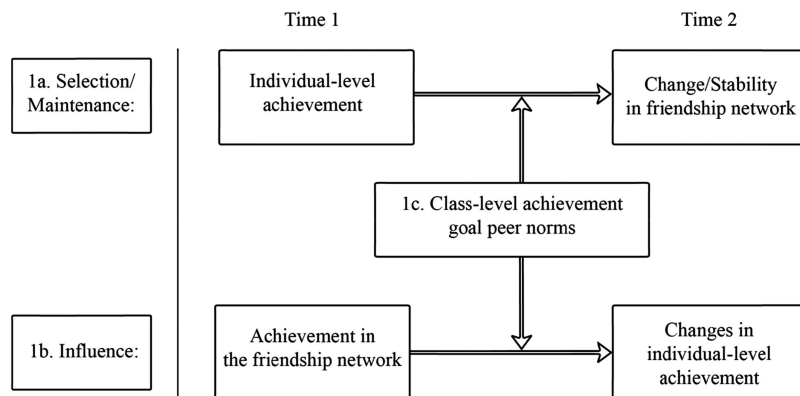 Time 1
Time 2
1a. Selection/
Maintenance:
Individual-level
achievement
Change/Stability
in friendship network
1c. Class-level achievement
goal peer norms
1b. Influence:
Achievement in
the friendship network
Changes in
individual-level
achievement